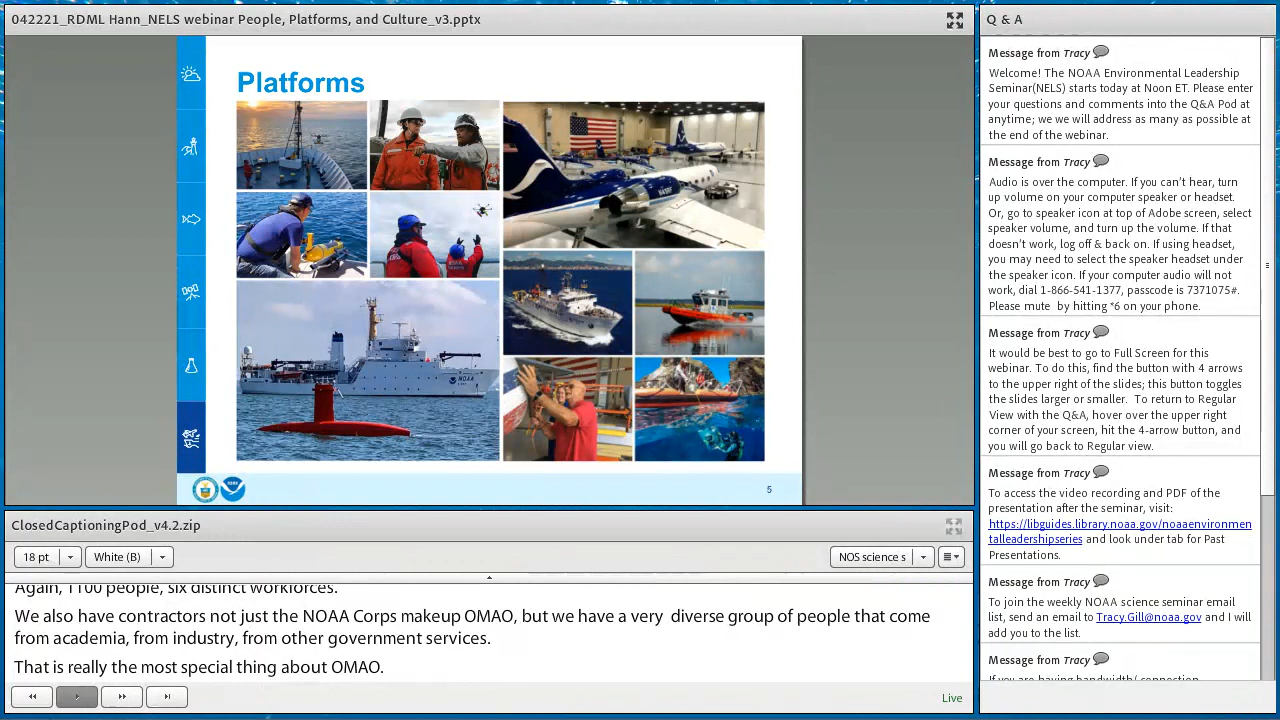 042221_RDML Hann_NELS webinar People, Platforms, and Culture_v3.pptx
Platforms
NOAA
5
ClosedCaptioningPod_v4.2.zip
18 pt
White (B)
NOS science s
Again, 1100 people, six distinct workforces.
We also have contractors not just the NOAA Corps makeup OMAO, but we have a very  diverse group of people that come
from academia, from industry, from other government services.
That is really the most special thing about OMAO.
Live
Q & A
Message from Tracy
Welcome! The NOAA Environmental Leadership
Seminar(NELS) starts today at Noon ET. Please enter
your questions and comments into the Q&A Pod at
anytime; we we will address as many as possible at
the end of the webinar.
Message from Tracy
Audio is over the computer. If you can't hear, turn
up volume on your computer speaker or headset.
Or, go to speaker icon at top of Adobe screen, select
speaker volume, and turn up the volume. If that
doesn't work, log off & back on. If using headset,
you may need to select the speaker headset under
the speaker icon. If your computer audio will not
work, dial 1-866-541-1377, passcode is 7371075#.
Please mute  by hitting *6 on your phone.
Message from Tracy
It would be best to go to Full Screen for this
webinar. To do this, find the button with 4 arrows
to the upper right of the slides; this button toggles
the slides larger or smaller.  To return to Regular
View with the Q&A, hover over the upper right
corner of your screen, hit the 4-arrow button, and
you will go back to Regular view.
Message from Tracy
To access the video recording and PDF of the
presentation after the seminar, visit:
https://libguides.library.noaa.gov/noaaenvironmen
talleadershipseries and look under tab for Past
Presentations.
Message from Tracy
To join the weekly NOAA science seminar email
list, send an email to Tracy.Gill@noaa.gov and I will
add you to the list.
Message from Tracy
If you are having bandwidth/ connection